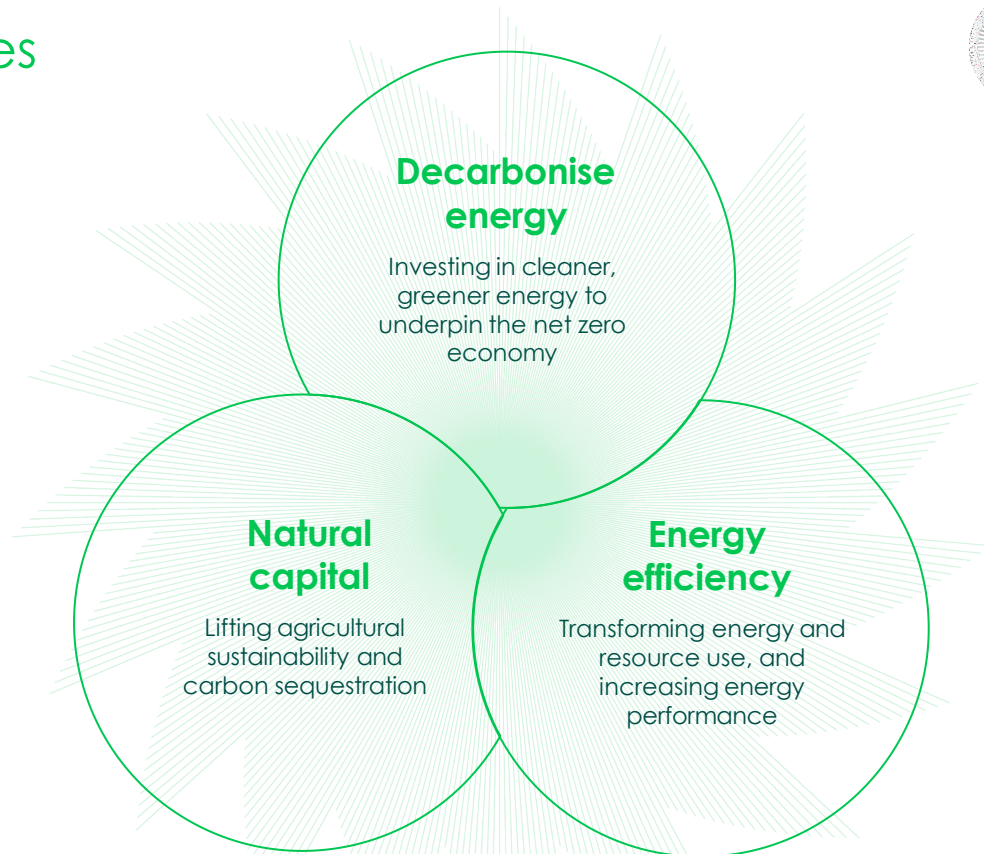 es
Decarbonise
energy
Investing in cleaner,
greener energy to
underpin the net zero
economy
Natural
capital
Lifting agricultural
sustainability and
carbon sequestration
Energy
efficiency
Transforming energy and
resource use, and
increasing energy
performance